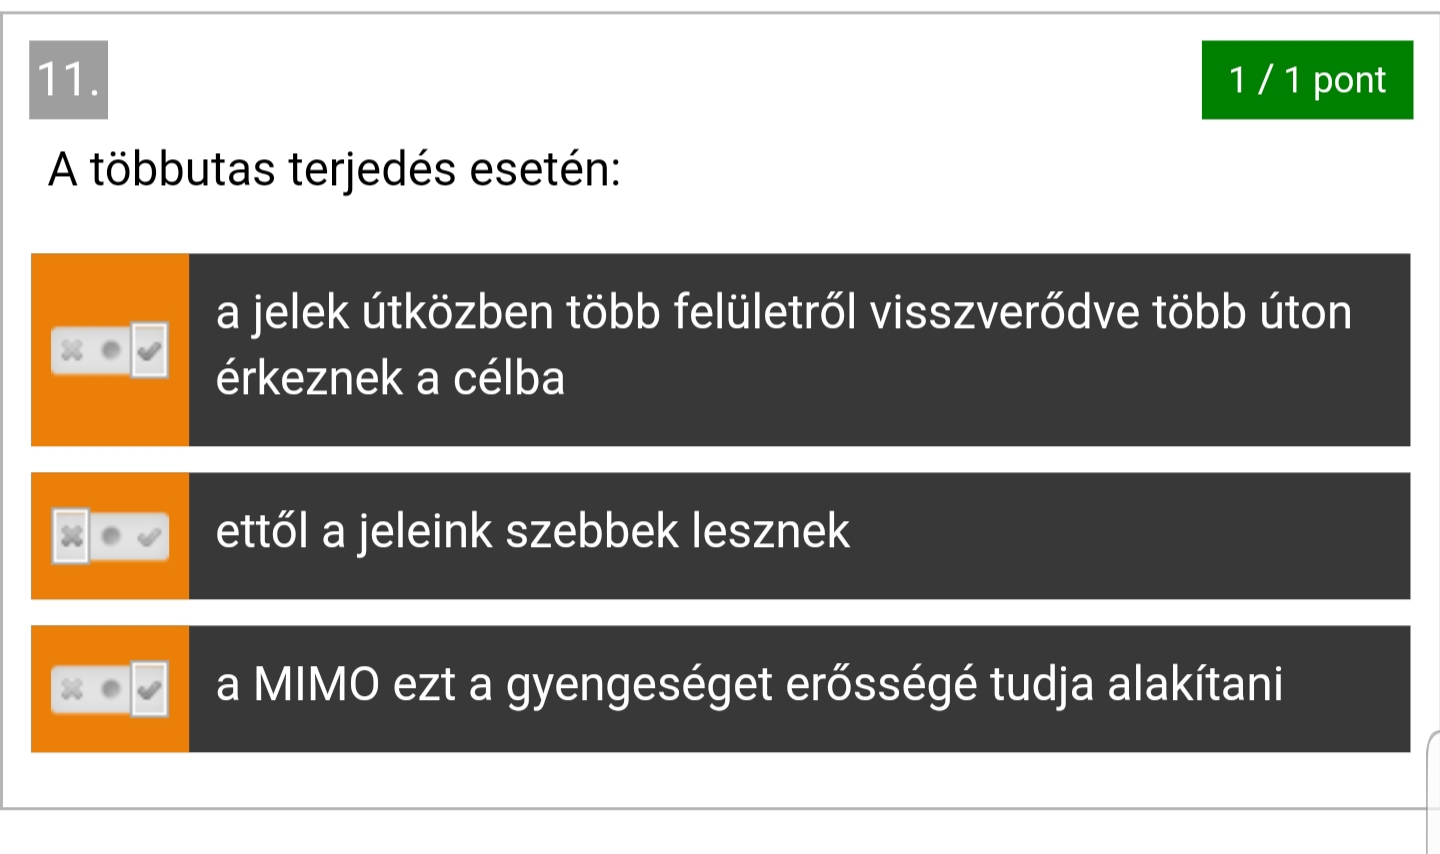 11.
1 / 1 pont
A többutas terjedés esetén:
a jelek útközben több felületről visszverődve több úton
érkeznek a célba
ettől a jeleink szebbek lesznek
a MIMO ezt a gyengeséget erősségé tudja alakítani